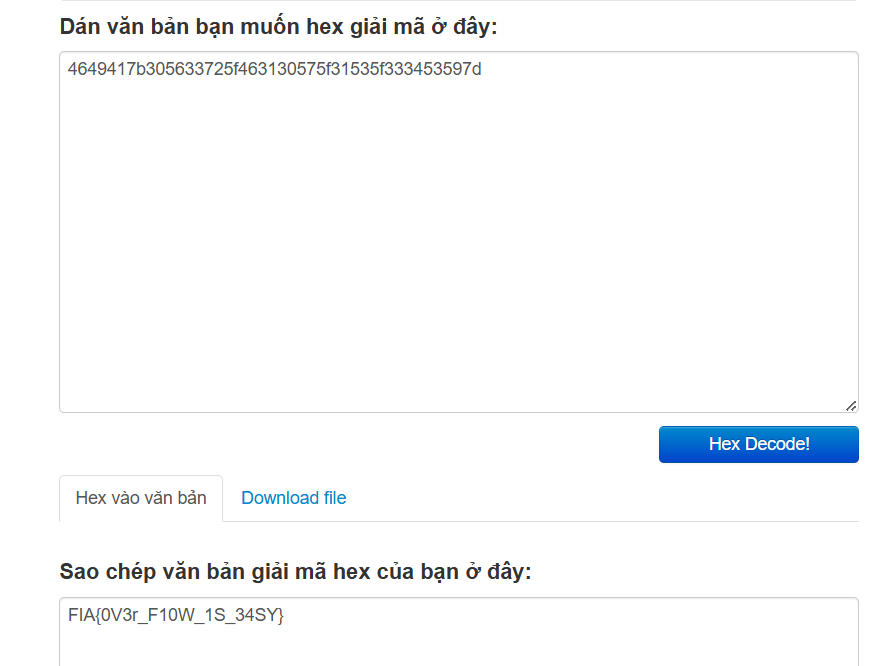 Dán văn bản bạn muốn hex giải mã ở đây:
4649417b305633725f463130575f31535f333453597d
Hex Decode!
Hex vào văn bản
Download file
Sao chép văn bản giải mã hex của bạn ở đây:
FIA{0V3r_F10W_1S_34SY}